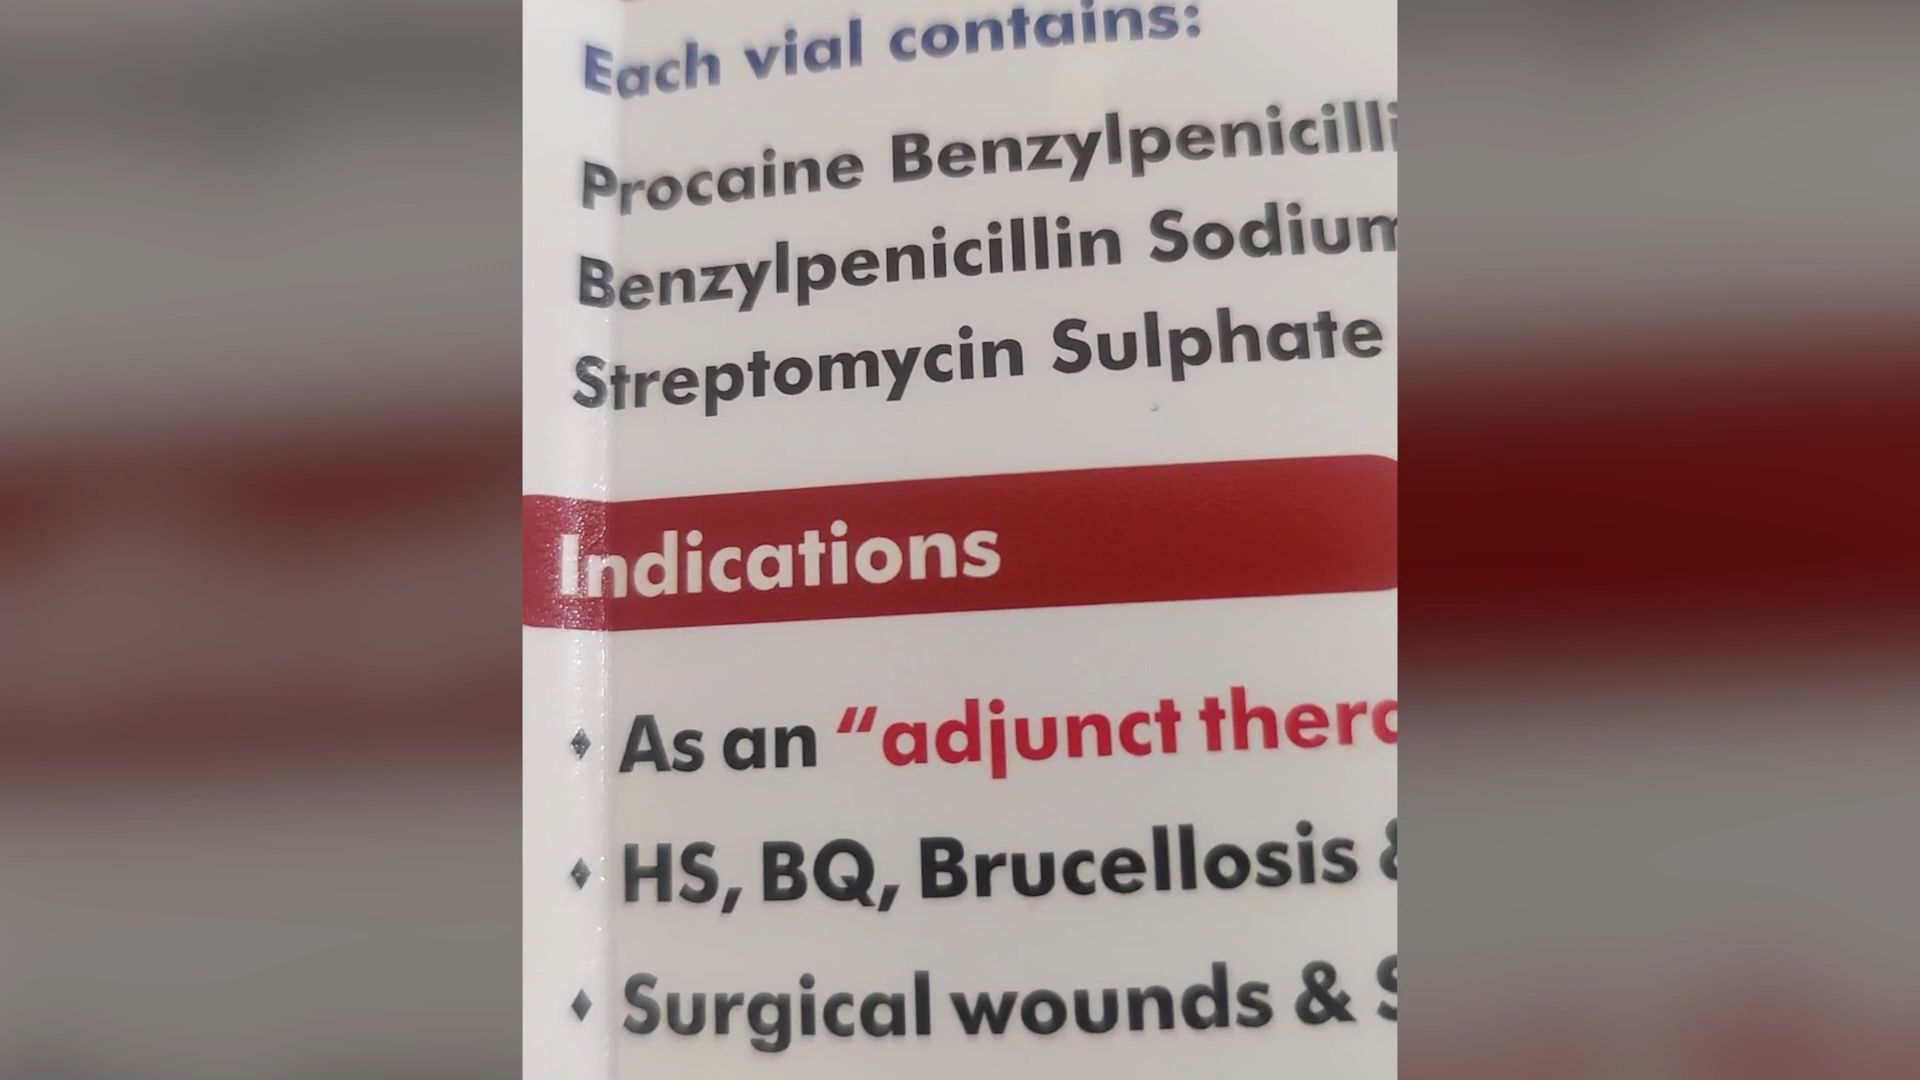 Each vial contains:
Procaine Benzylpenicilli
Benzylpenicillin Sodium
Streptomycin Sulphate
Indications
♦ As an “adjunct thera
♦ HS, BQ, Brucellosis &
♦ Surgical wounds & S